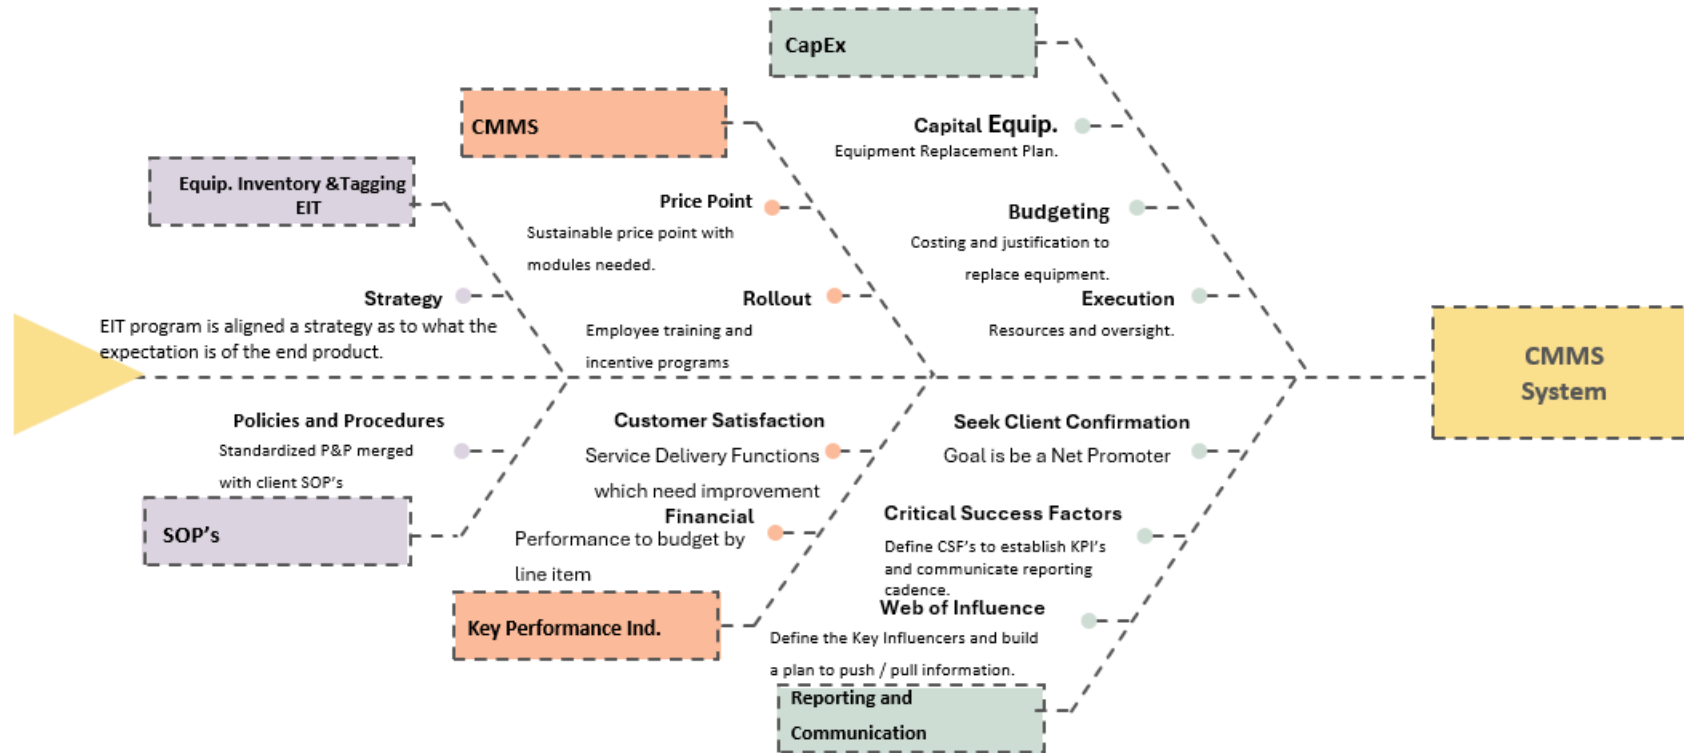 CapEx
Capital Equip.
Equipment Replacement Plan.
Budgeting
Costing and justification to
replace equipment.
Execution
Resources and oversight.
CMMS
Price Point
Sustainable price point with
modules needed.
Rollout
Employee training and
incentive programs
Equip. Inventory &Tagging
EIT
Strategy
EIT program is aligned a strategy as to what the
expectation is of the end product.
CMMS
System
Policies and Procedures
Standardized P&P merged
with client SOP's
SOP's
Customer Satisfaction
Service Delivery Functions
which need improvement
Financial
Performance to budget by
line item
Key Performance Ind.
Seek Client Confirmation
Goal is be a Net Promoter
Critical Success Factors
Define CSF's to establish KPI's
and communicate reporting
cadence.
Web of Influence
Define the Key Influencers and build
a plan to push / pull information.
Reporting and
Communication